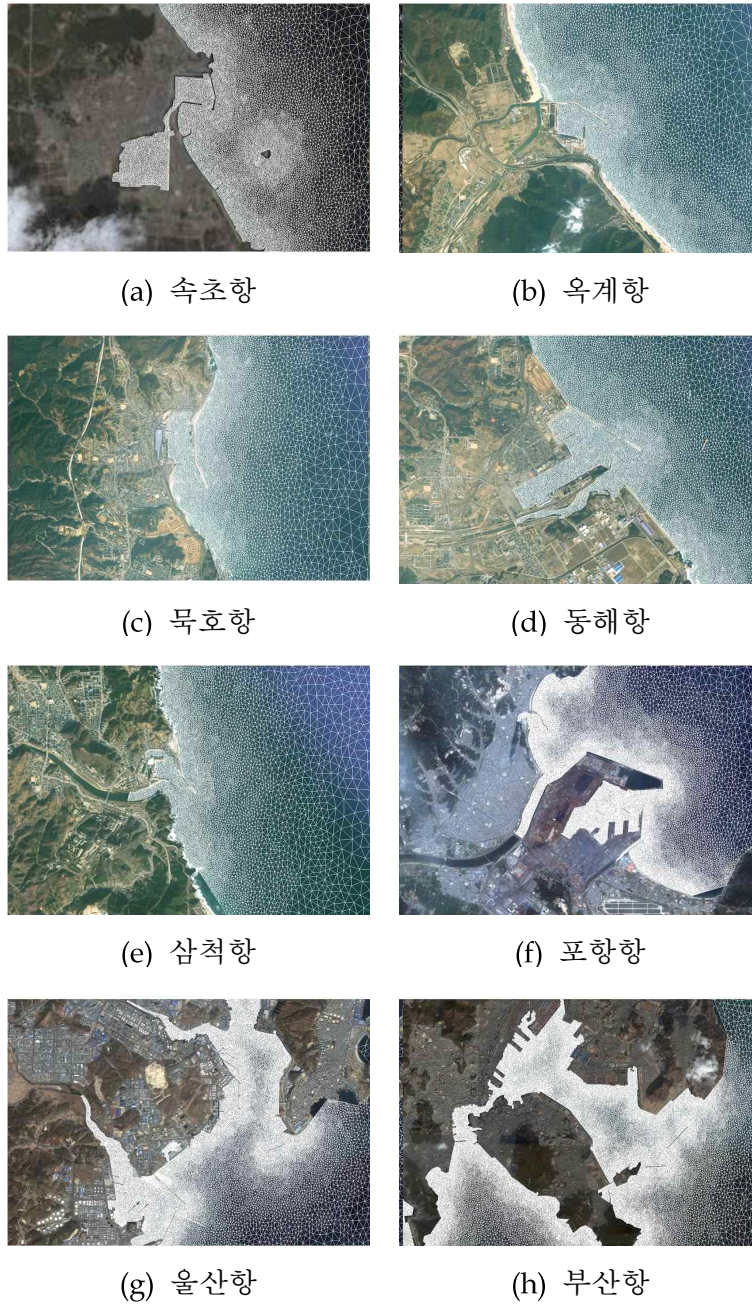 (a) 속초항
(b) 옥계항
(c) 묵호항
(d) 동해항
(e) 삼척항
(f) 포항항
(g) 울산항
(h) 부산항